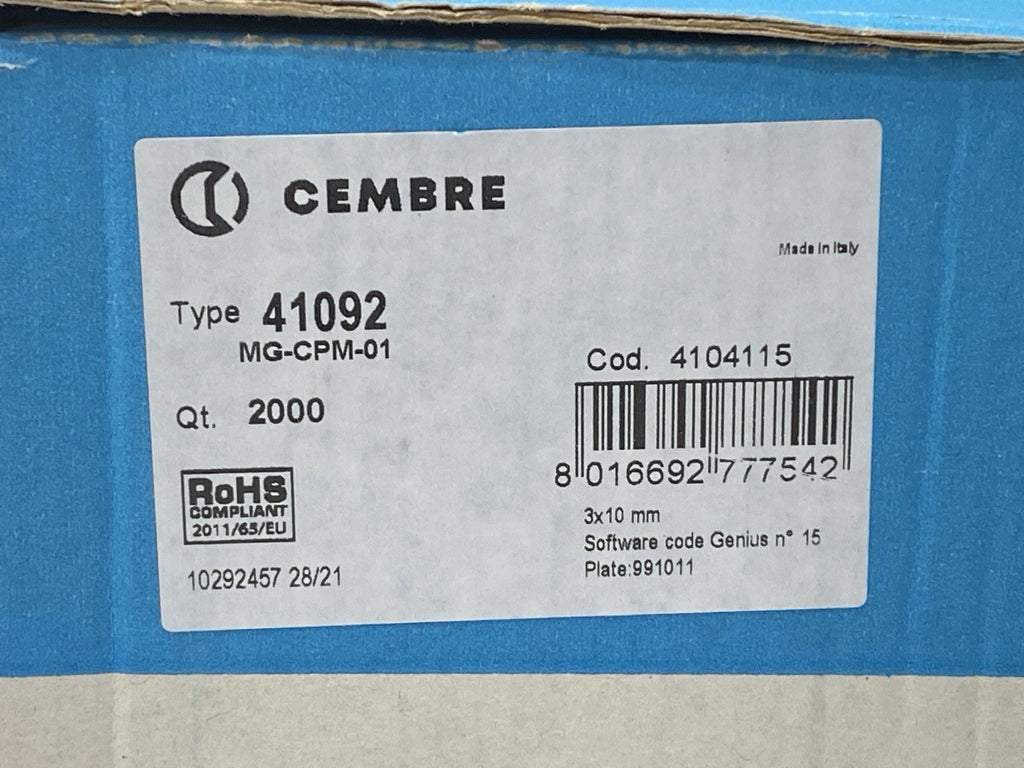 CEMBRE
Made in Italy
Type 41092
MG-CPM-01
Cod. 4104115
Qt. 2000
8 016692 777542
RoHS
COMPLIANT
2011/65/EU
3x10 mm
Software code Genius n° 15
Plate:991011
10292457 28/21